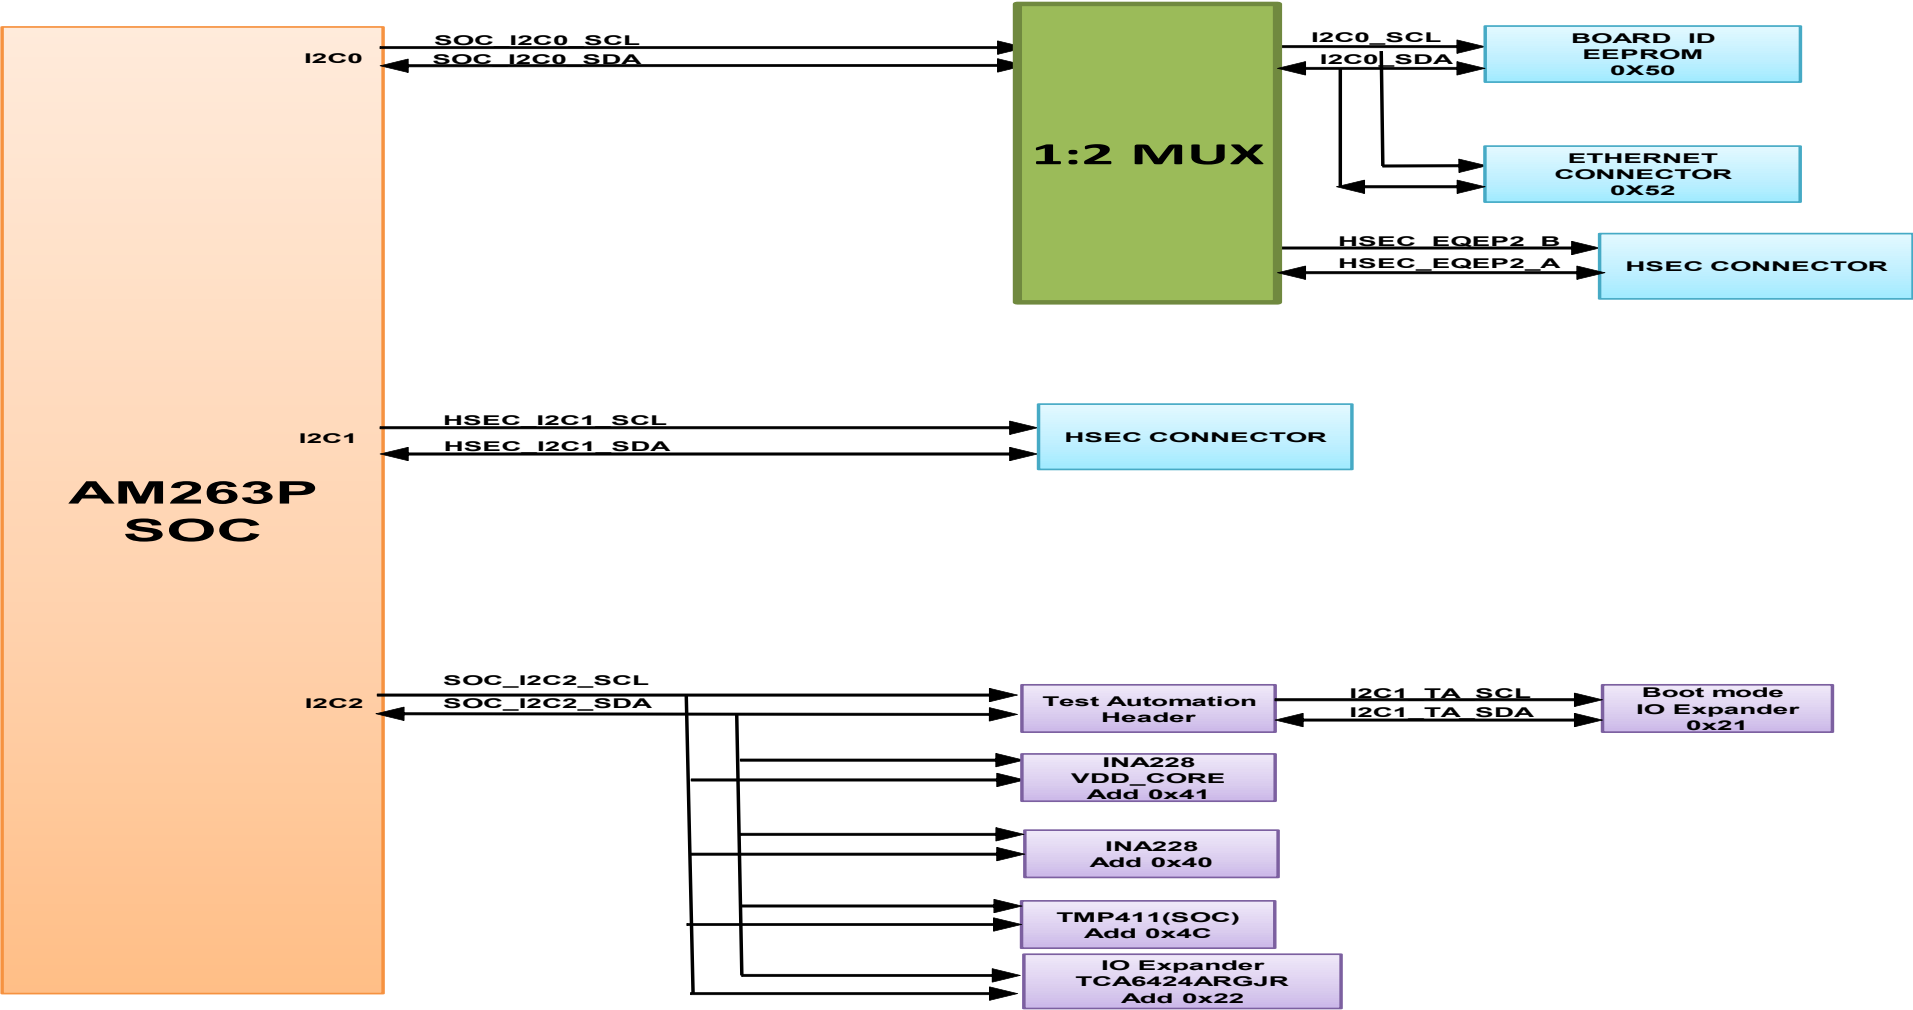 I2C0
SOC_I2C0_SCL
SOC_I2C0_SDA
1:2 MUX
I2C0_SCL
I2C0_SDA
BOARD_ID
EEPROM
0X50
ETHERNET
CONNECTOR
0X52
HSEC_EQEP2_B
HSEC_EQEP2_A
HSEC CONNECTOR
I2C1
HSEC_I2C1_SCL
HSEC_I2C1_SDA
HSEC CONNECTOR
AM263P
SOC
I2C2
SOC_I2C2_SCL
SOC_I2C2_SDA
Test Automation
Header
I2C1_TA_SCL
I2C1_TA_SDA
Boot mode
IO Expander
0x21
INA228
VDD_CORE
Add 0x41
INA228
Add 0x40
TMP411(SOC)
Add 0x4C
IO Expander
TCA6424ARGJR
Add 0x22